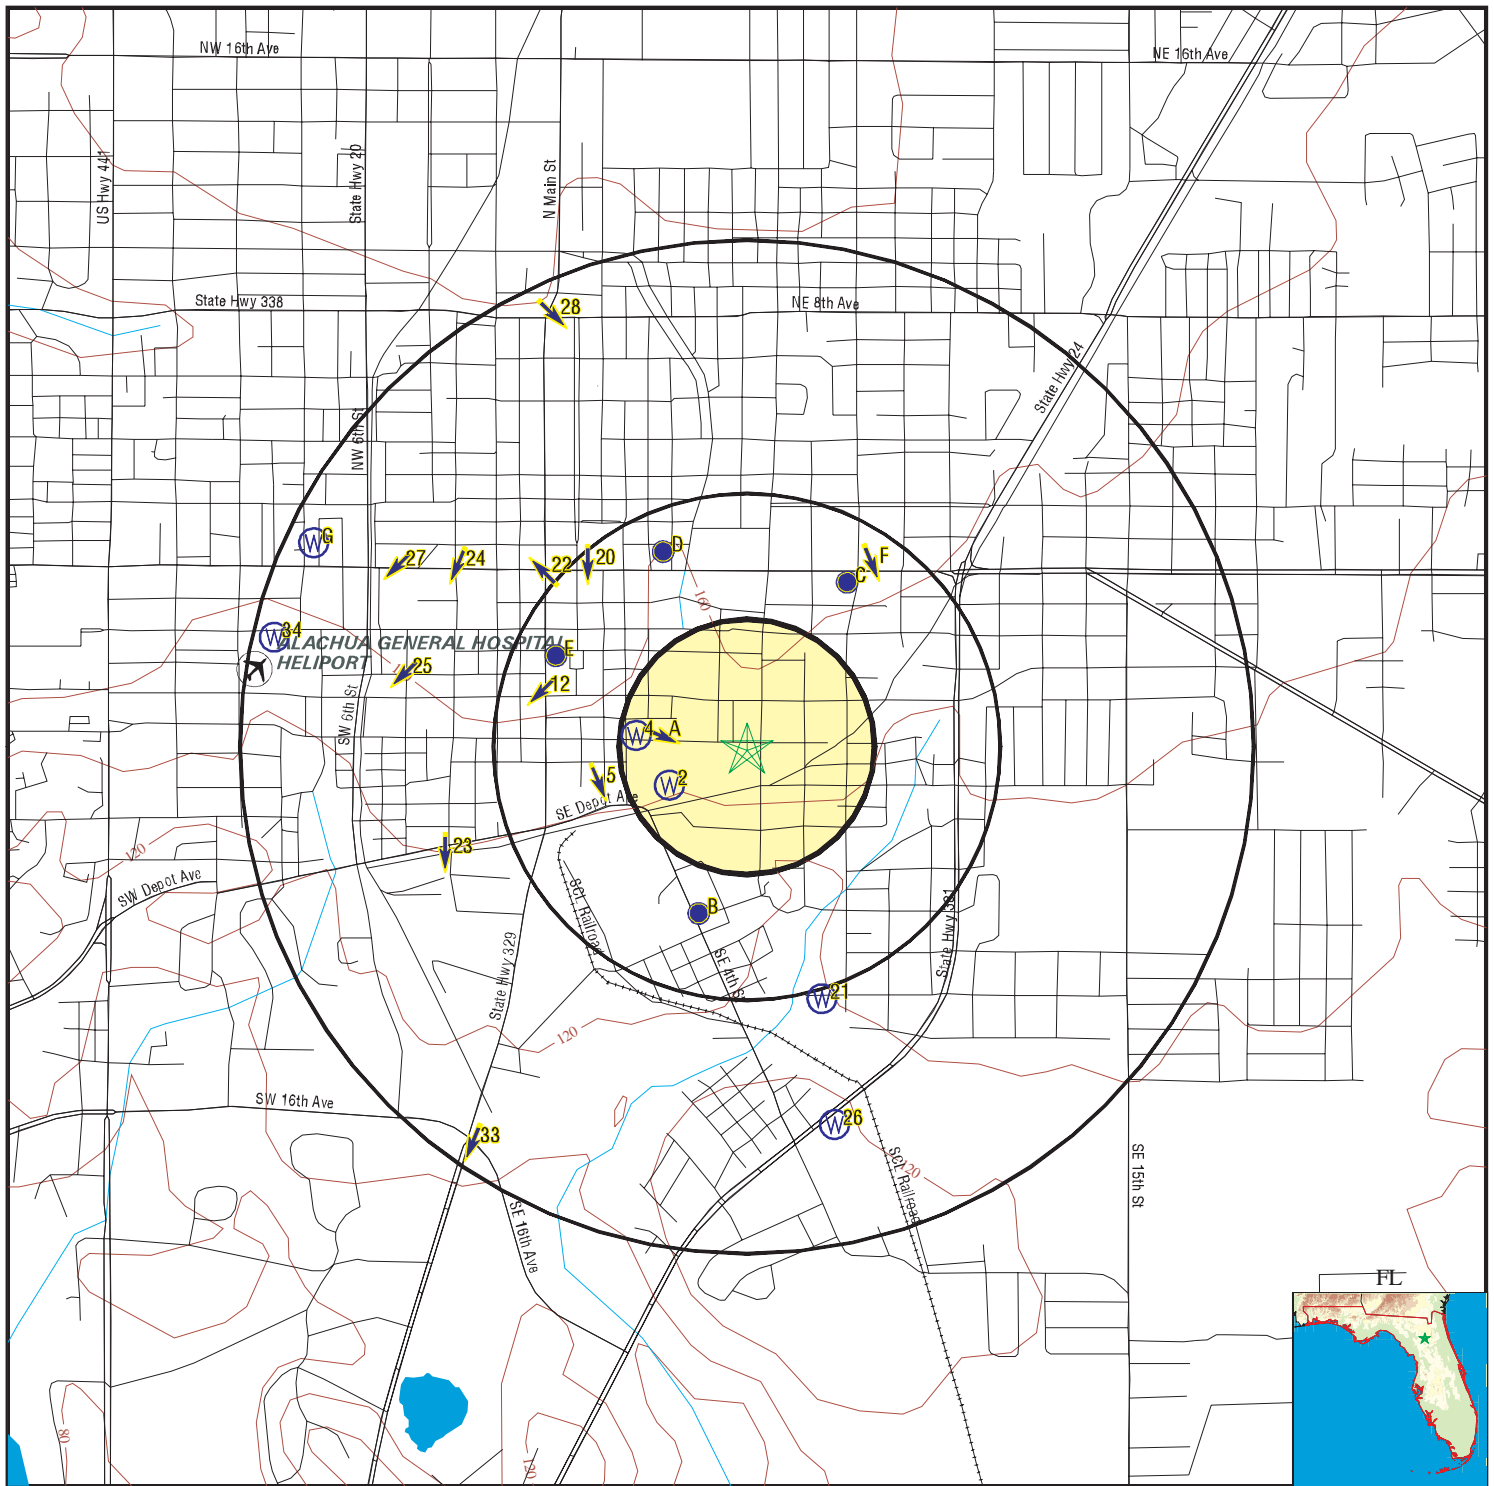 NW 16th Ave
NE 16th Ave
US Hwy 441
State Hwy 20
N Main St
State Hwy 338
28
NE 8th Ave
State Hwy 24
NW 6th St
W G
27
24
22
20
D
C
F
160
W 34
ALACHUA GENERAL HOSPITAL
HELIPORT
25
E
12
SW 6th St
W 4
A
5
W 2
SE Depot Ave
23
120
SW Depot Ave
SCL Railroad
B
State Hwy 331
State Hwy 329
SE 4th St
W 21
120
SW 16th Ave
W 26
33
SCL Railroad
120
SE 15th St
SE 16th Ave
FL
80
120